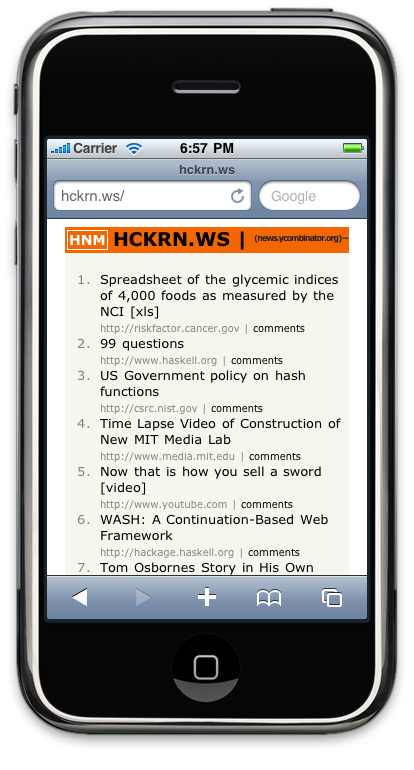 Carrier 6:57 PM
hckrn.ws
hckrn.ws/ Google
HNM HCKRN.WS | (news.ycombinator.org)—
1. Spreadsheet of the glycemic indices
of 4,000 foods as measured by the
NCI [xls]
http://riskfactor.cancer.gov | comments
2. 99 questions
http://www.haskell.org | comments
3. US Government policy on hash
functions
http://csrc.nist.gov | comments
4. Time Lapse Video of Construction of
New MIT Media Lab
http://www.media.mit.edu | comments
5. Now that is how you sell a sword
[video]
http://www.youtube.com | comments
6. WASH: A Continuation-Based Web
Framework
http://hackage.haskell.org | comments
7. Tom Osbornes Story in His Own